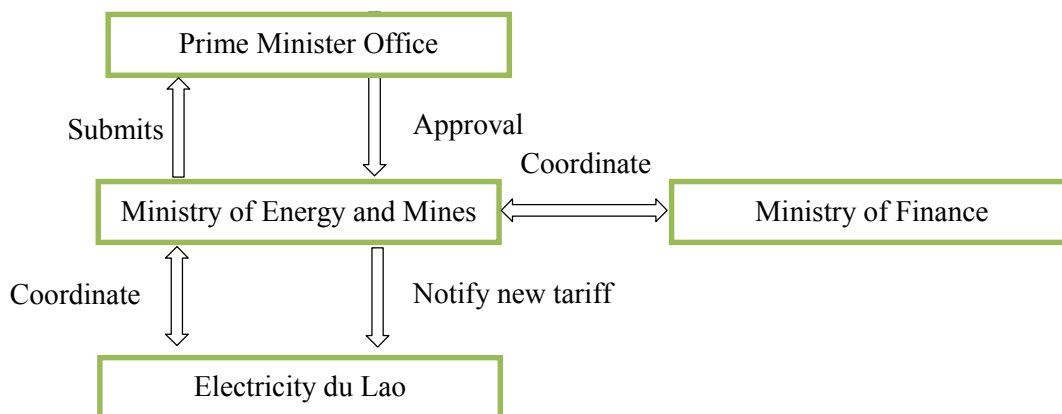 Prime Minister Office
Submits
Approval
Coordinate
Ministry of Energy and Mines
Ministry of Finance
Coordinate
Notify new tariff
Electricity du Lao